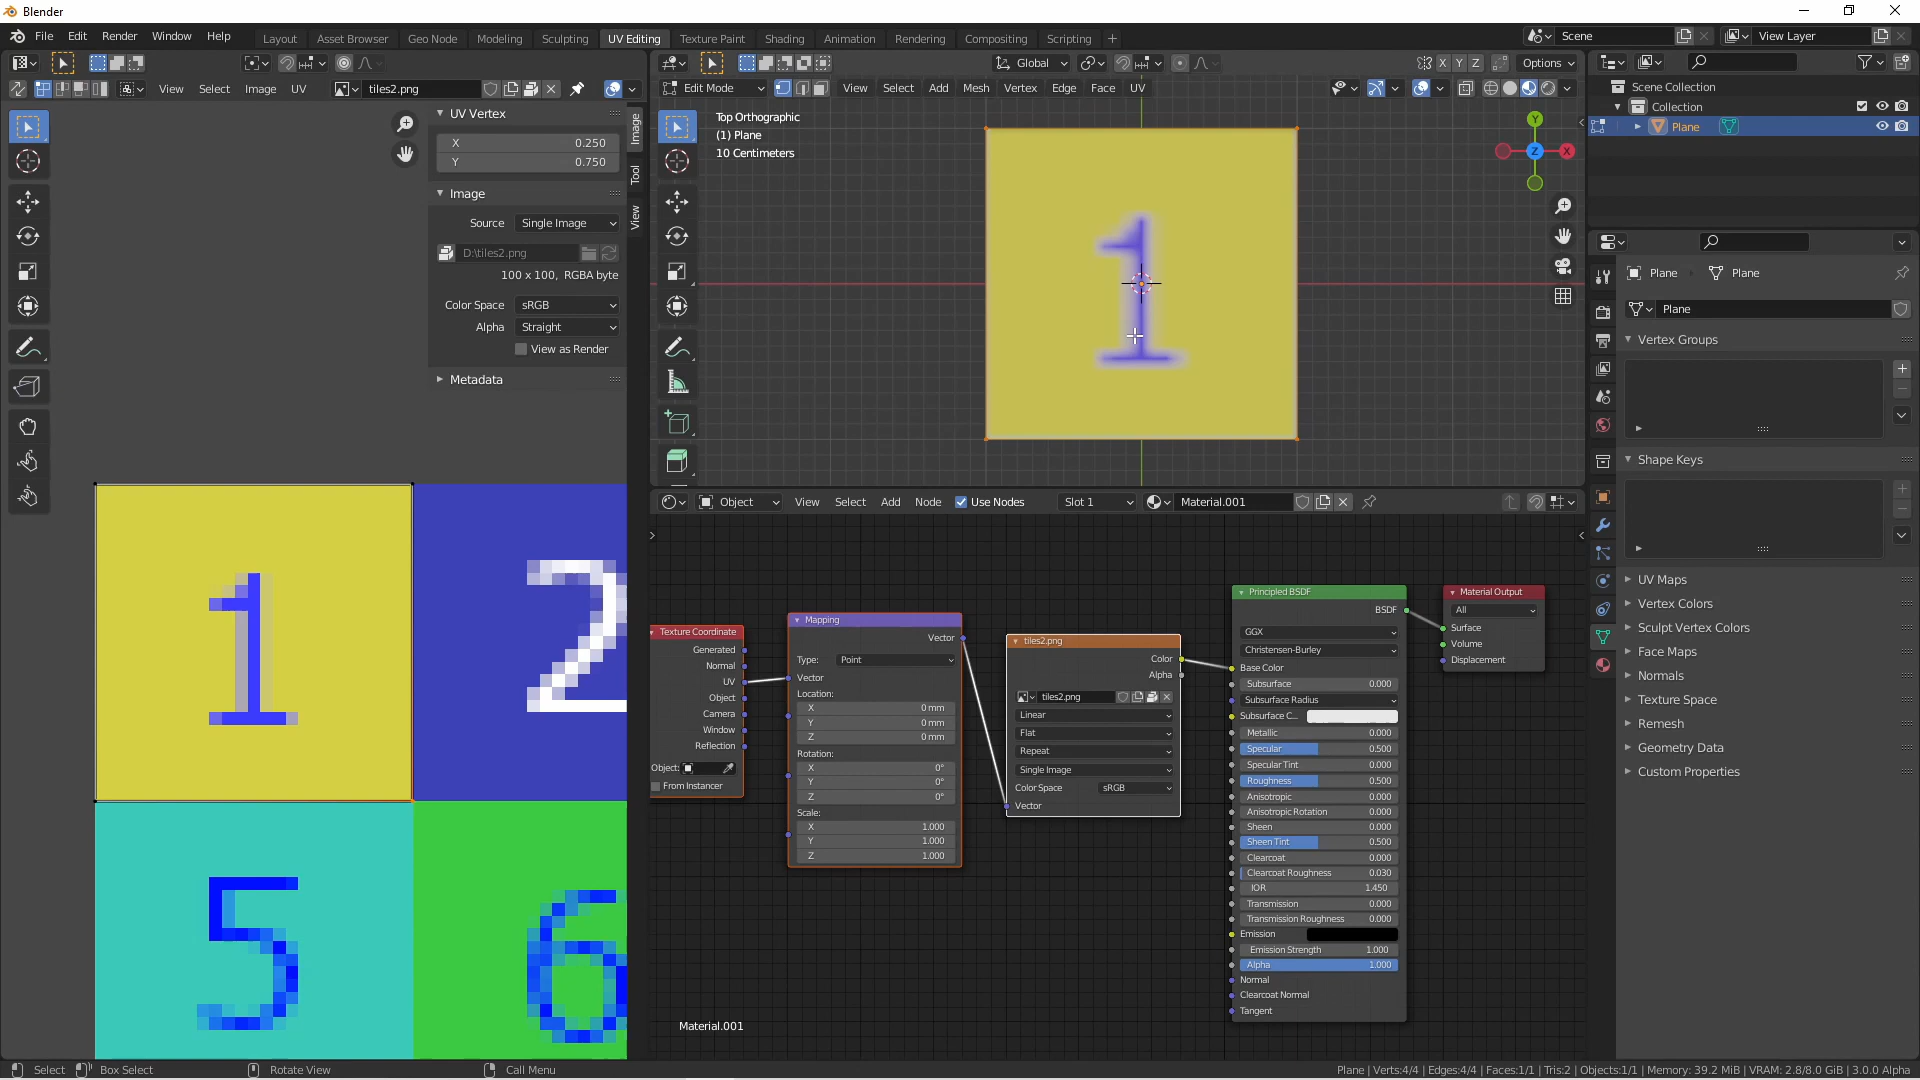 Blender
File Edit Render Window Help
Layout Asset Browser Geo Node Modeling Sculpting UV Editing Texture Paint Shading Animation Rendering Compositing Scripting +
Scene
View Layer
View Select Image UV
tiles2.png
UV Vertex
X 0.250
Y 0.750
Image
Source Single Image
D:\tiles2.png
100 x 100, RGBA byte
Color Space sRGB
Alpha Straight
View as Render
Metadata
Image
Tool
View
1
2
5
6
Global
X Y Z
Options
Edit Mode View Select Add Mesh Vertex Edge Face UV
Top Orthographic
(1) Plane
10 Centimeters
1
Y
Z
X
Object View Select Add Node Use Nodes Slot 1 Material.001
Texture Coordinate
Generated
Normal
UV
Object
Camera
Window
Reflection
Object:
From Instancer
Mapping
Vector
Type: Point
Vector
Location:
X 0 mm
Y 0 mm
Z 0 mm
Rotation:
X 0°
Y 0°
Z 0°
Scale:
X 1.000
Y 1.000
Z 1.000
tiles2.png
Color
Alpha
tiles2.png
Linear
Flat
Repeat
Single Image
Color Space sRGB
Vector
Principled BSDF
BSDF
GGX
Christensen-Burley
Base Color
Subsurface 0.000
Subsurface Radius
Subsurface C...
Metallic 0.000
Specular 0.500
Specular Tint 0.000
Roughness 0.500
Anisotropic 0.000
Anisotropic Rotation 0.000
Sheen 0.000
Sheen Tint 0.500
Clearcoat 0.000
Clearcoat Roughness 0.030
IOR 1.450
Transmission 0.000
Transmission Roughness 0.000
Emission
Emission Strength 1.000
Alpha 1.000
Normal
Clearcoat Normal
Tangent
Material Output
All
Surface
Volume
Displacement
Material.001
Scene Collection
Collection
Plane
Plane Plane
Plane
Vertex Groups
Shape Keys
UV Maps
Vertex Colors
Sculpt Vertex Colors
Face Maps
Normals
Texture Space
Remesh
Geometry Data
Custom Properties
Select Box Select Rotate View Call Menu
Plane | Verts:4/4 | Edges:4/4 | Faces:1/1 | Tris:2 | Objects:1/1 | Memory: 39.2 MiB | VRAM: 2.8/8.0 GiB | 3.0.0 Alpha